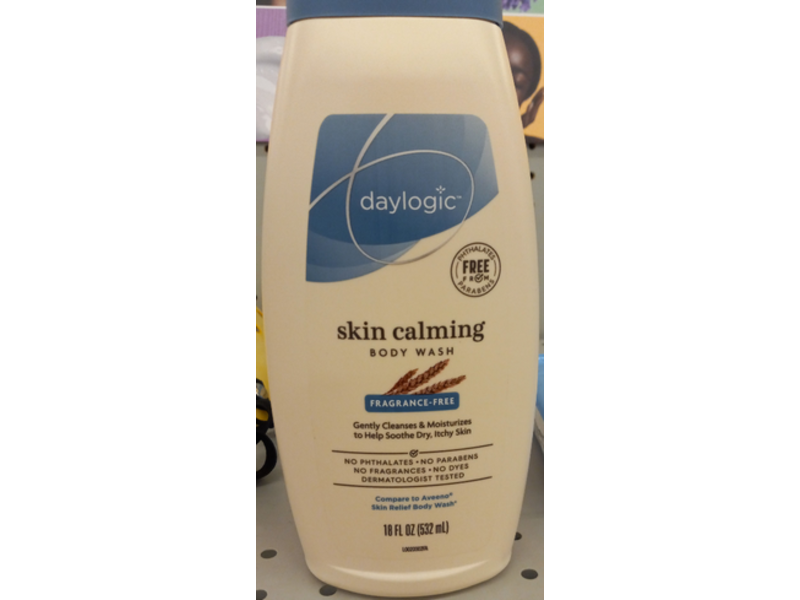 daylogic™
PHTHALATES
FREE
FROM
PARABENS
skin calming
BODY WASH
FRAGRANCE-FREE
Gently Cleanses & Moisturizes
to Help Soothe Dry, Itchy Skin
NO PHTHALATES • NO PARABENS
NO FRAGRANCES • NO DYES
DERMATOLOGIST TESTED
Compare to Aveeno®
Skin Relief Body Wash*
18 FL OZ (532 mL)